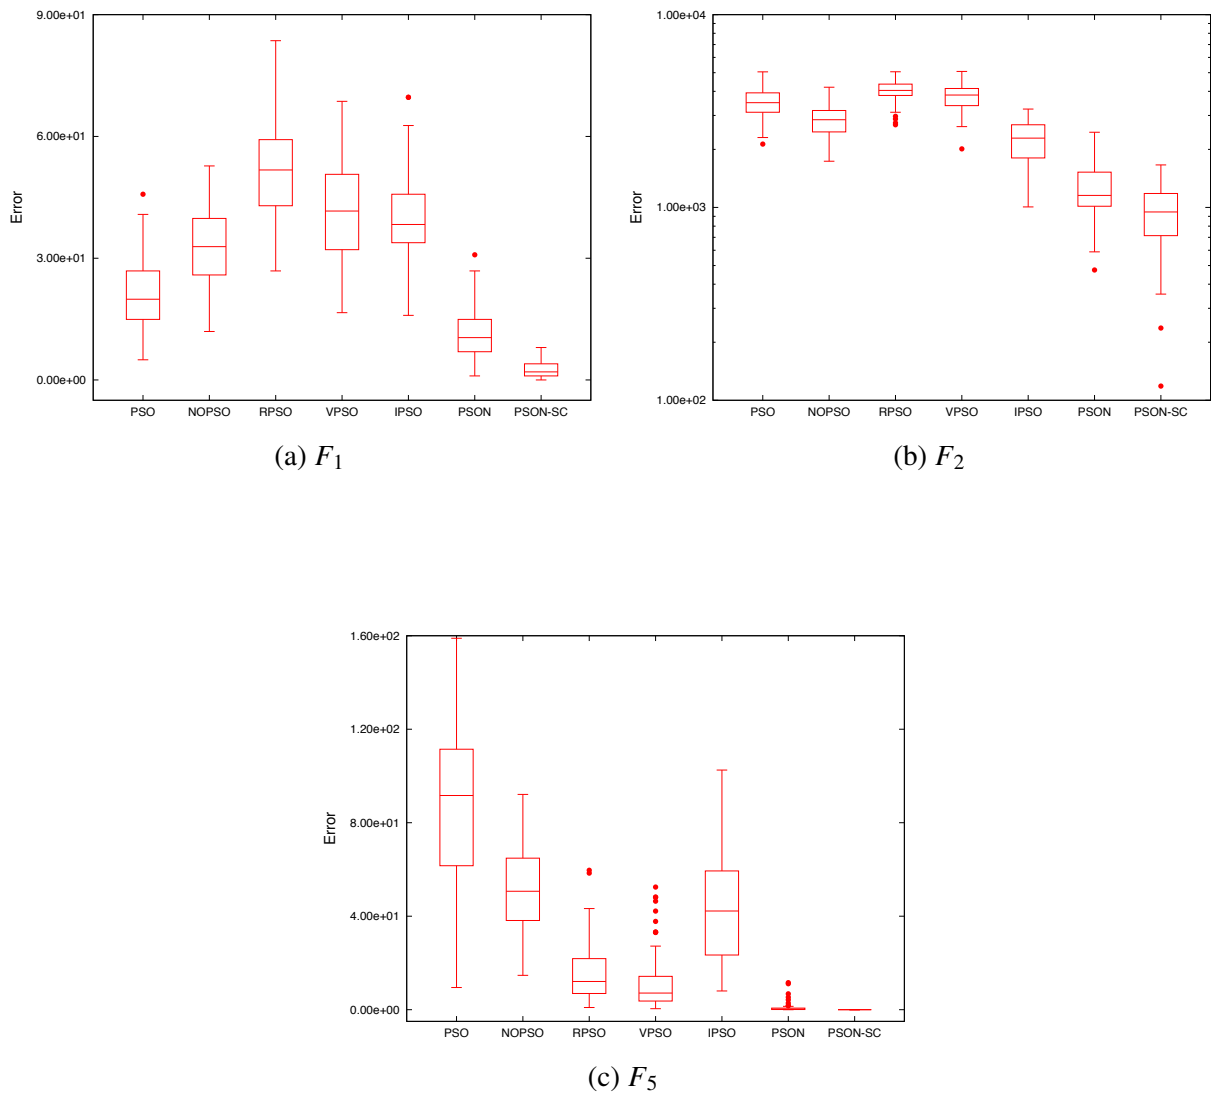 9.00e+01
6.00e+01
3.00e+01
0.00e+00
Error
PSO NOPSO RPSO VPSO IPSO PSON PSON-SC
(a) F1
1.00e+04
1.00e+03
1.00e+02
Error
PSO NOPSO RPSO VPSO IPSO PSON PSON-SC
(b) F2
1.60e+02
1.20e+02
8.00e+01
4.00e+01
0.00e+00
Error
PSO NOPSO RPSO VPSO IPSO PSON PSON-SC
(c) F5